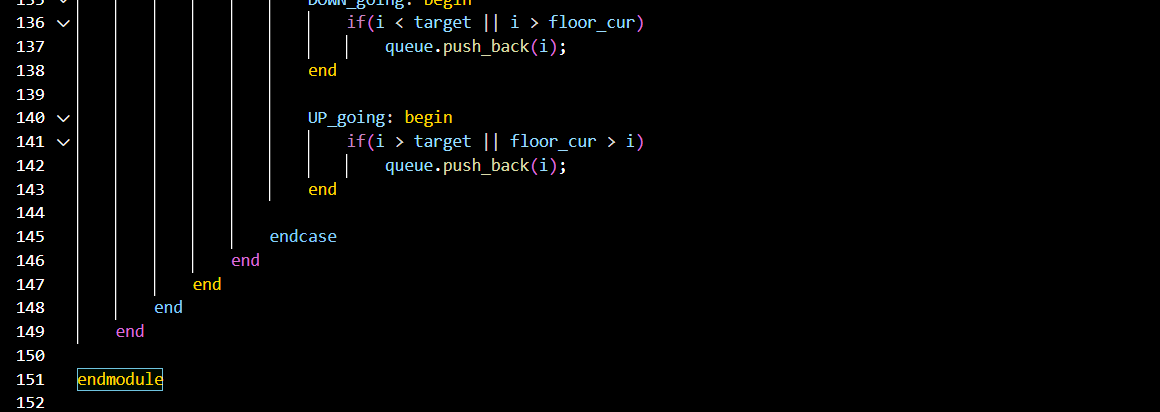 135 DOWN_going: begin
136 if(i < target || i > floor_cur)
137 queue.push_back(i);
138 end
139
140 UP_going: begin
141 if(i > target || floor_cur > i)
142 queue.push_back(i);
143 end
144
145 endcase
146 end
147 end
148 end
149 end
150
151 endmodule
152